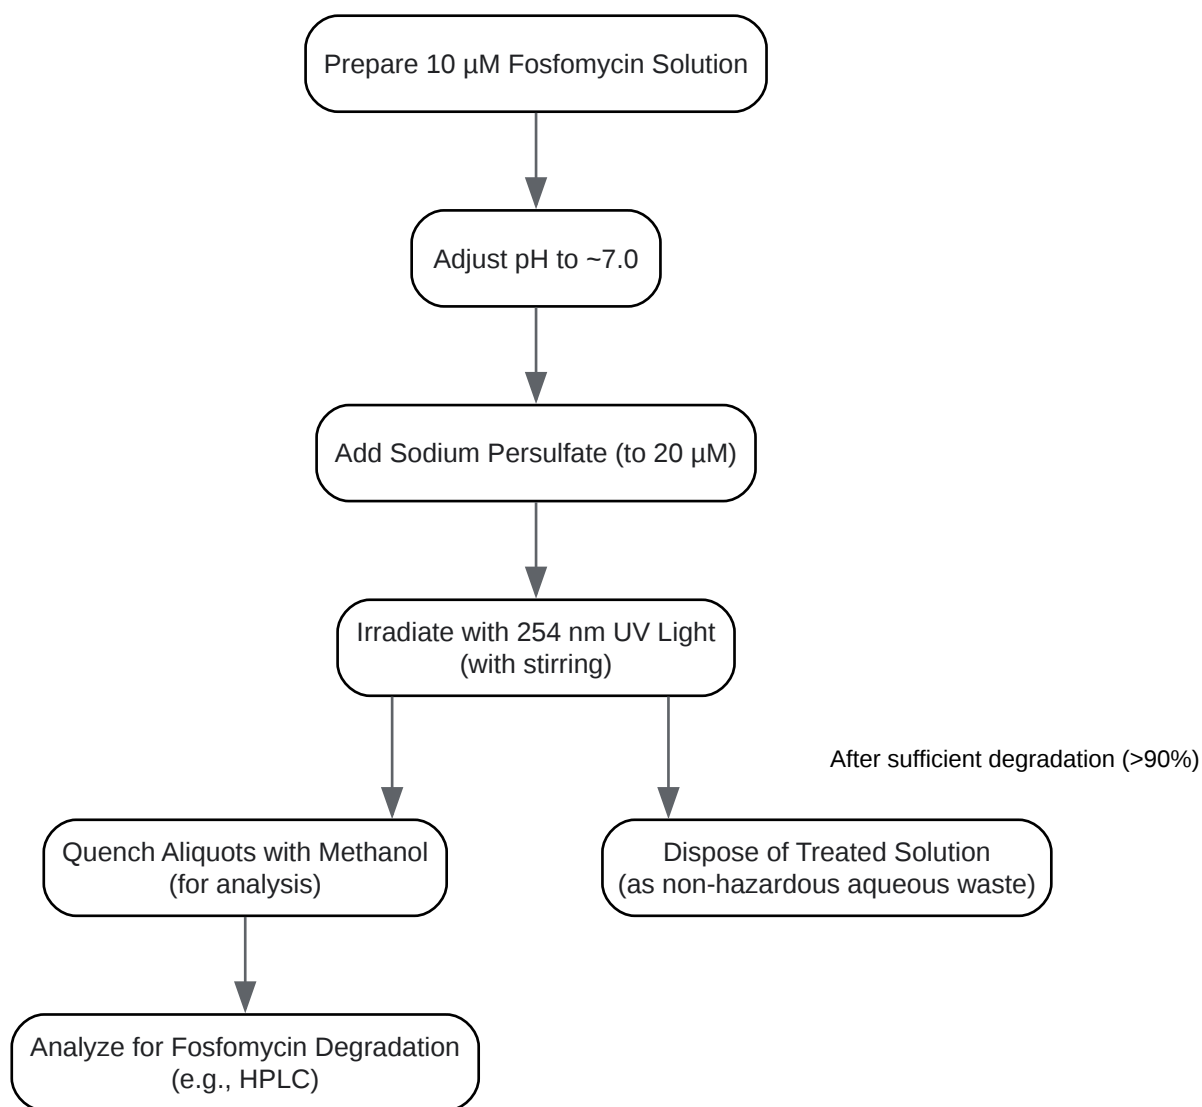 Prepare 10 µM Fosfomycin Solution
Adjust pH to ~7.0
Add Sodium Persulfate (to 20 µM)
Irradiate with 254 nm UV Light
(with stirring)
After sufficient degradation (>90%)
Quench Aliquots with Methanol
(for analysis)
Dispose of Treated Solution
(as non-hazardous aqueous waste)
Analyze for Fosfomycin Degradation
(e.g., HPLC)